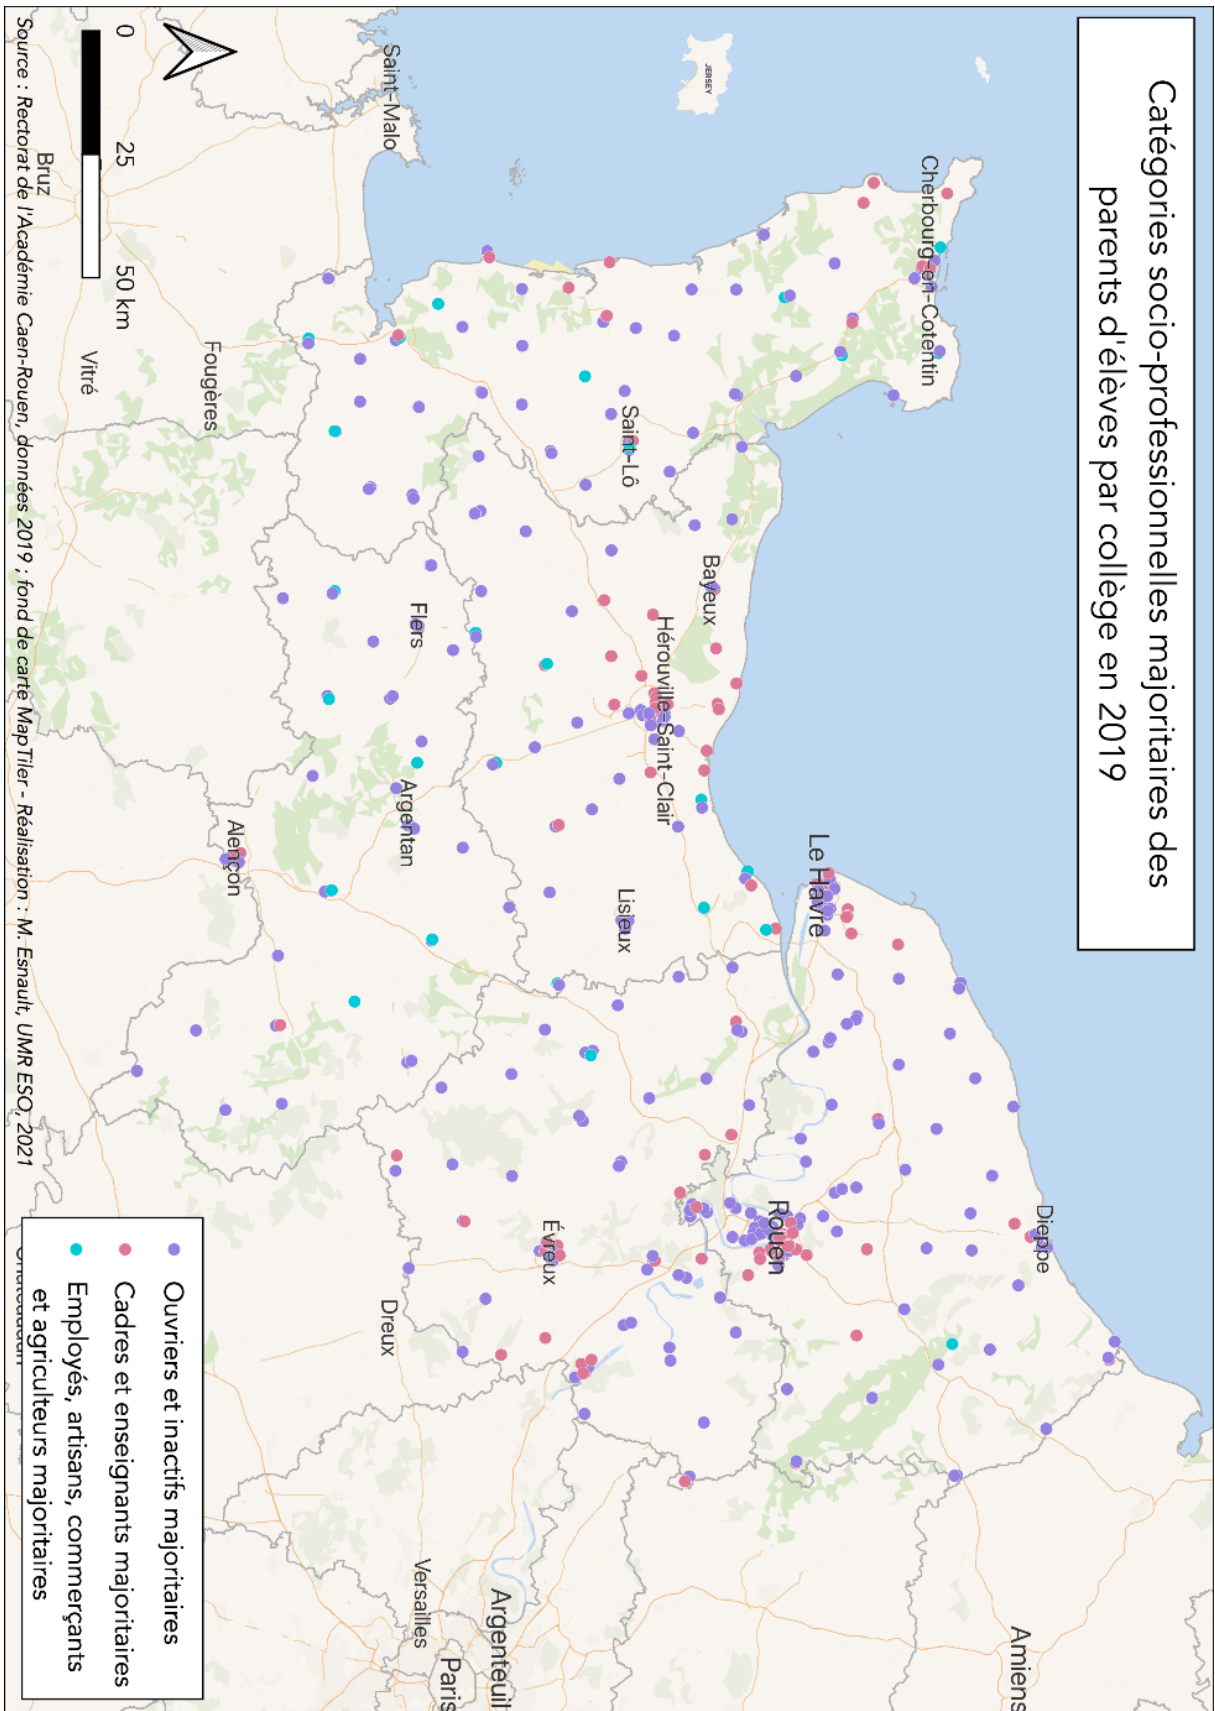 Catégories socio-professionnelles majoritaires des
parents d'élèves par collège en 2019
JERSEY
Cherbourg-en-Cotentin
Saint-Malo
Saint-Lô
Bayeux
Hérouville-Saint-Clair
Le Havre
Dieppe
Amiens
Lisieux
Rouen
Flers
Argentan
Évreux
Alençon
Dreux
Versailles
Argenteuil
Paris
Fougères
Vitré
Bruz
0 25 50 km
Ouvriers et inactifs majoritaires
Cadres et enseignants majoritaires
Employés, artisans, commerçants
et agriculteurs majoritaires
Source : Rectorat de l'Académie Caen-Rouen, données 2019 ; fond de carte MapTiler - Réalisation : M. Esnault, UMR ESO, 2021